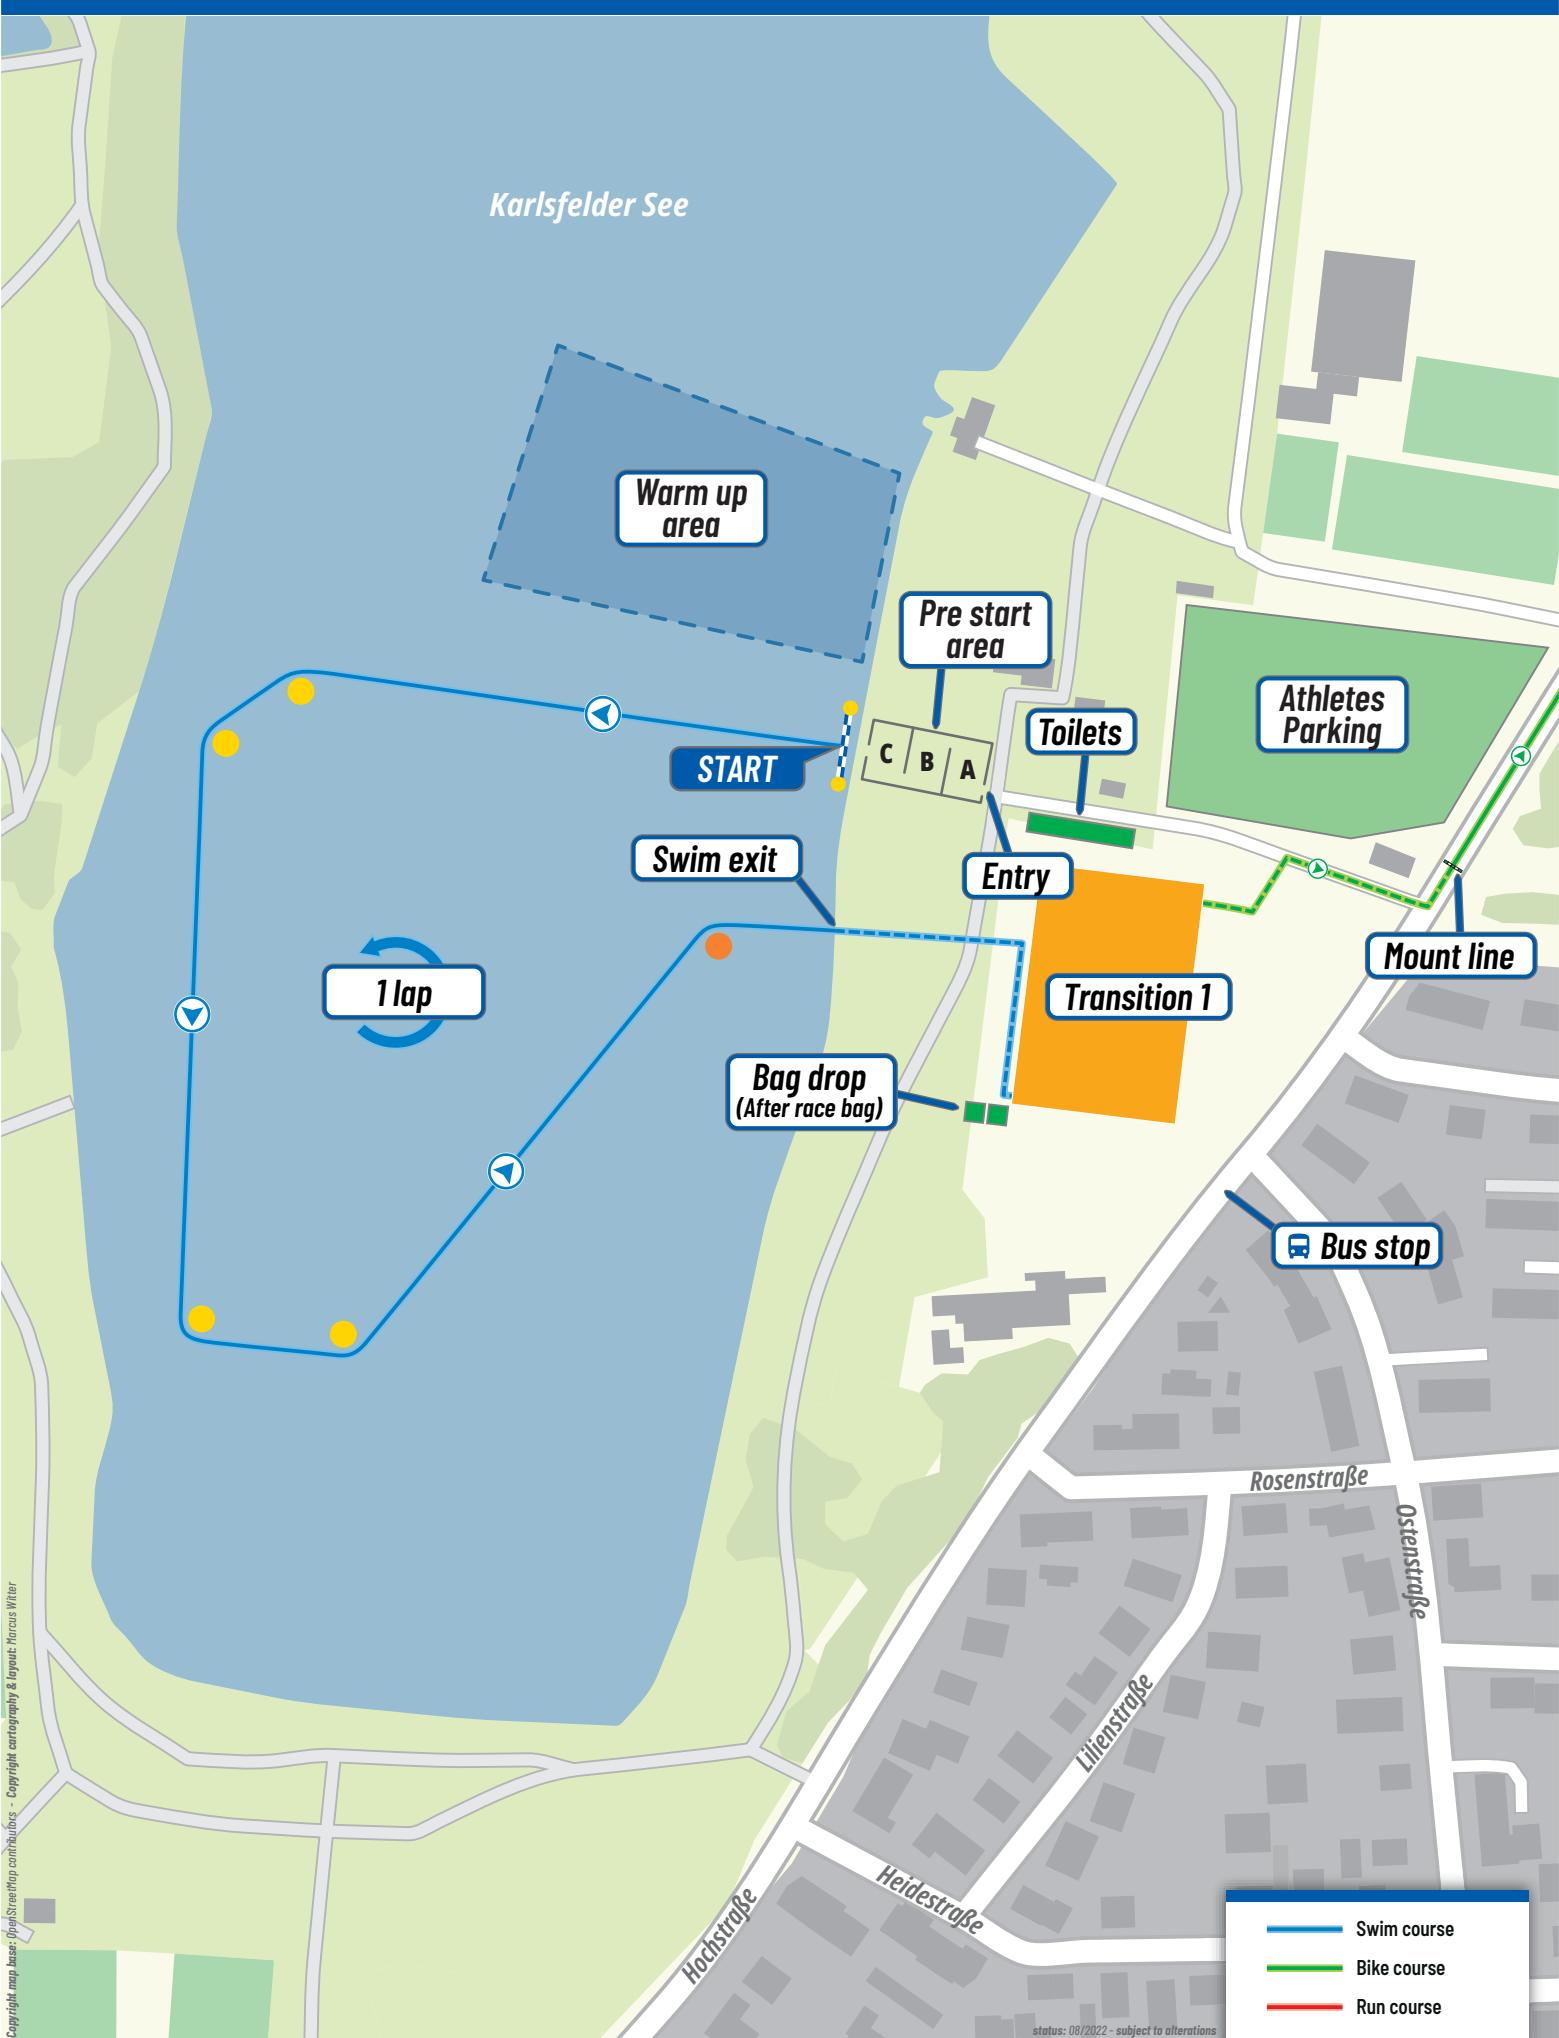 Karlsfelder See
Warm up
area
Pre start
area
Athletes
Parking
Toilets
C B A
START
Swim exit
Entry
Mount line
1 lap
Transition 1
Bag drop
(After race bag)
Bus stop
Rosenstraße
Ostenstraße
Lilienstraße
Heidestraße
Hochstraße
Swim course
Bike course
Run course
Copyright map base: OpenStreetMap contributors - Copyright cartography & layout: Marcus Witter
status: 08/2022 - subject to alterations